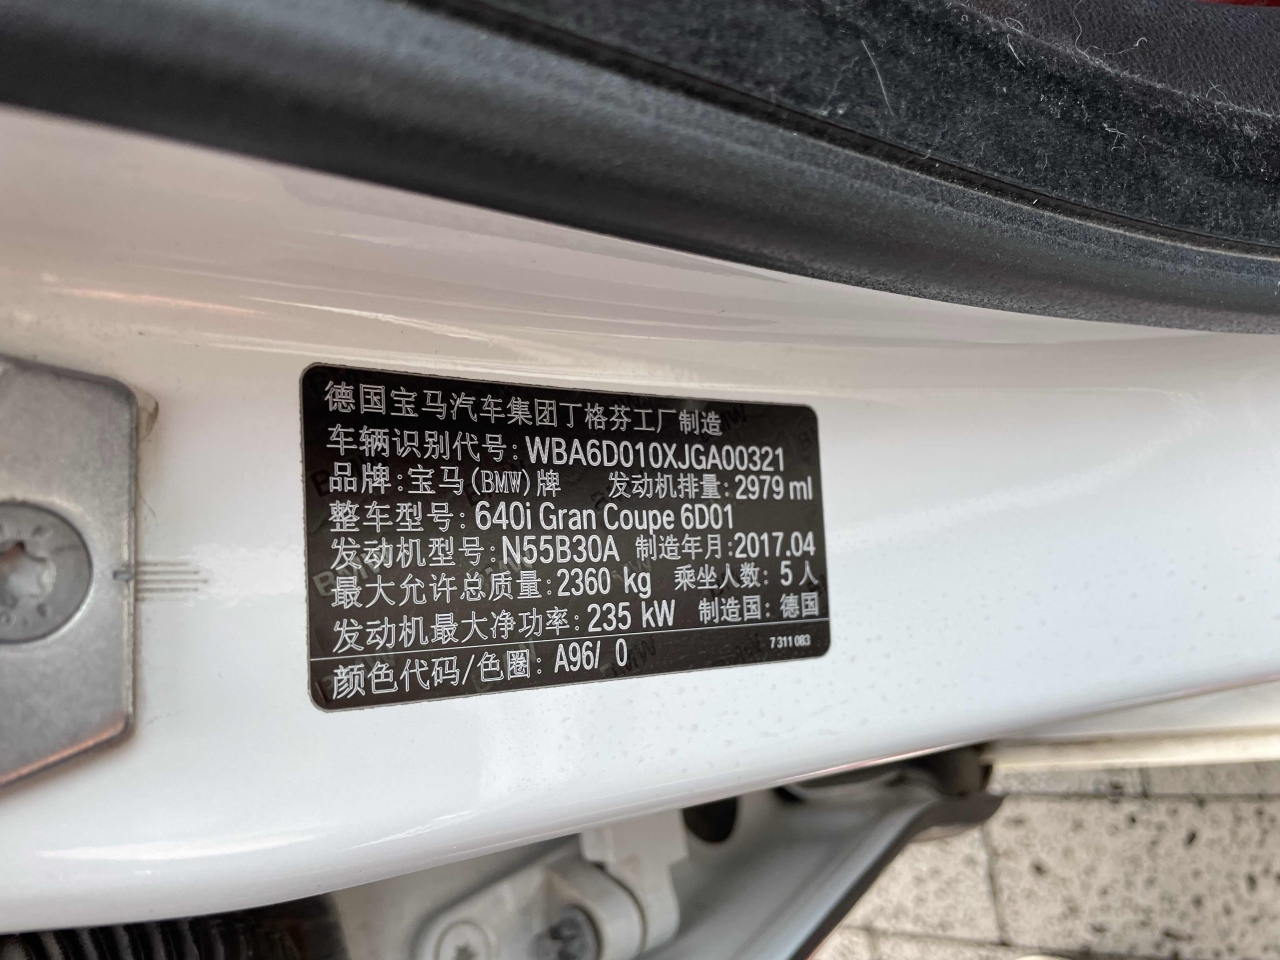 德国宝马汽车集团丁格芬工厂制造
车辆识别代号: WBA6D010XJGA00321
品牌: 宝马(BMW)牌 发动机排量: 2979 ml
整车型号: 640i Gran Coupe 6D01
发动机型号: N55B30A 制造年月: 2017.04
最大允许总质量: 2360 kg 乘坐人数: 5 人
发动机最大净功率: 235 kW 制造国: 德国
7 311 083
颜色代码/色圈: A96/ 0